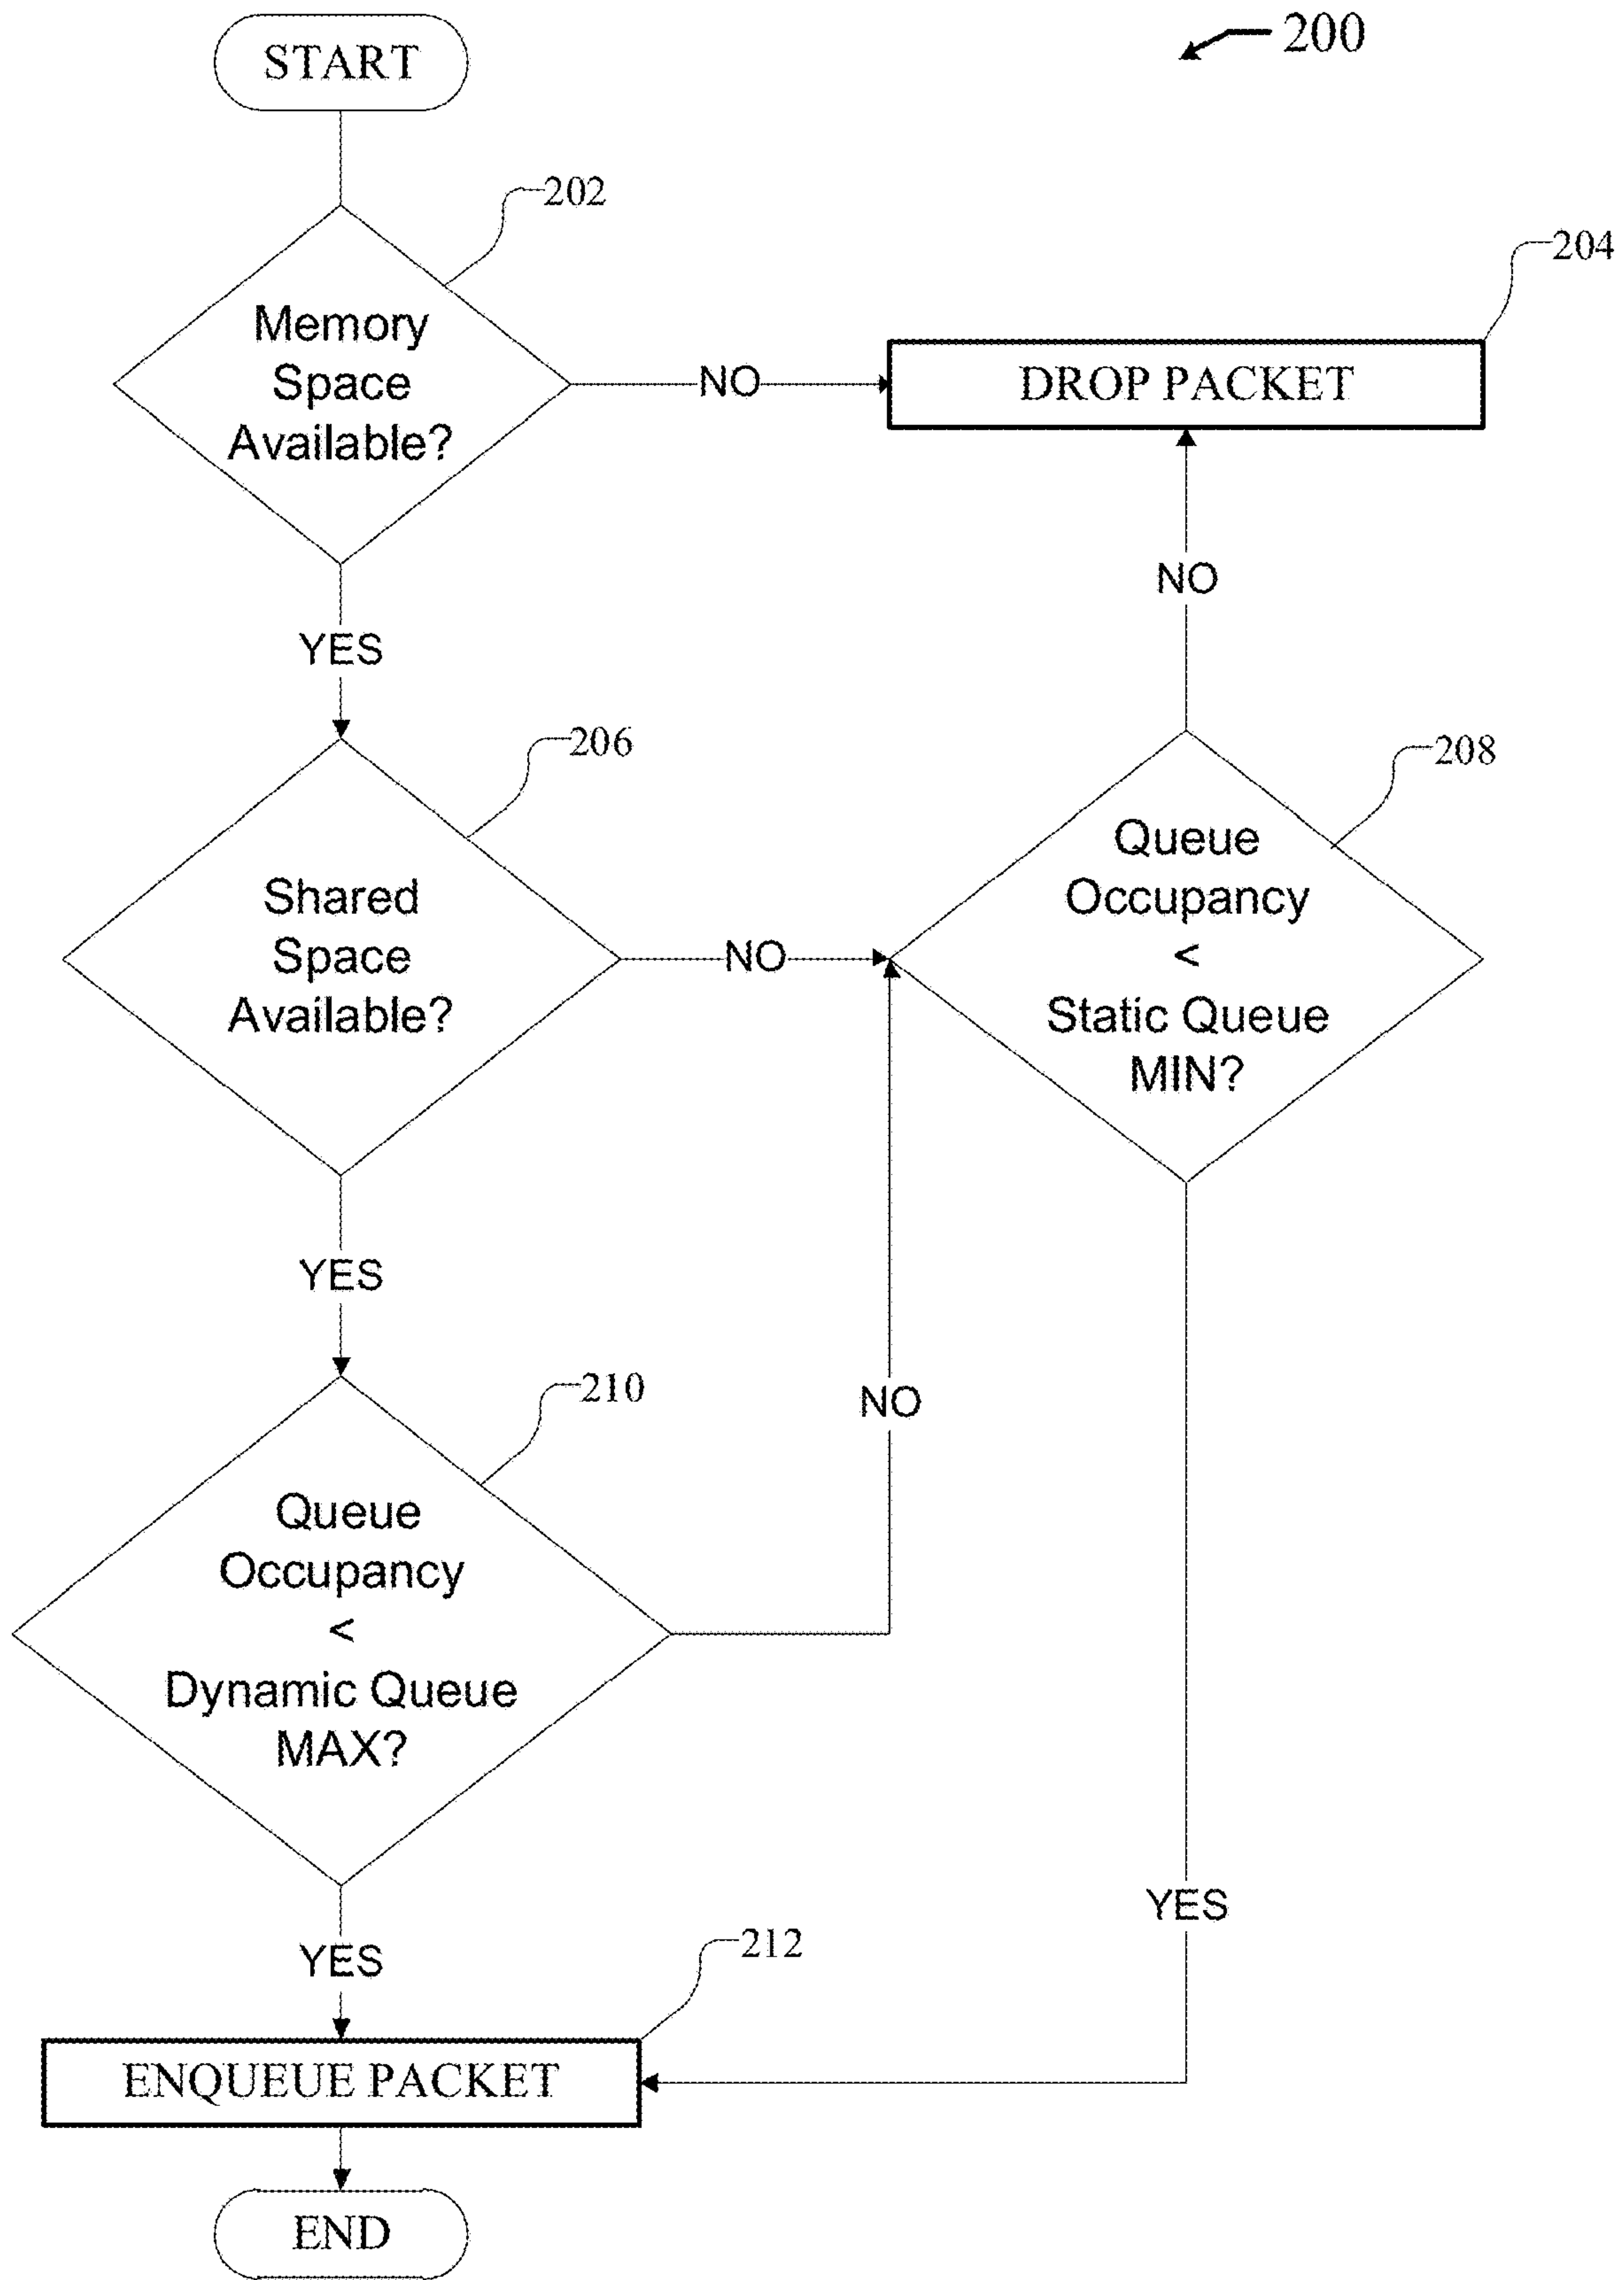 200
START
202
Memory
Space
Available?
NO
204
DROP PACKET
YES
NO
206
Shared
Space
Available?
NO
208
Queue
Occupancy
<
Static Queue
MIN?
YES
210
Queue
Occupancy
<
Dynamic Queue
MAX?
NO
YES
YES
212
ENQUEUE PACKET
END